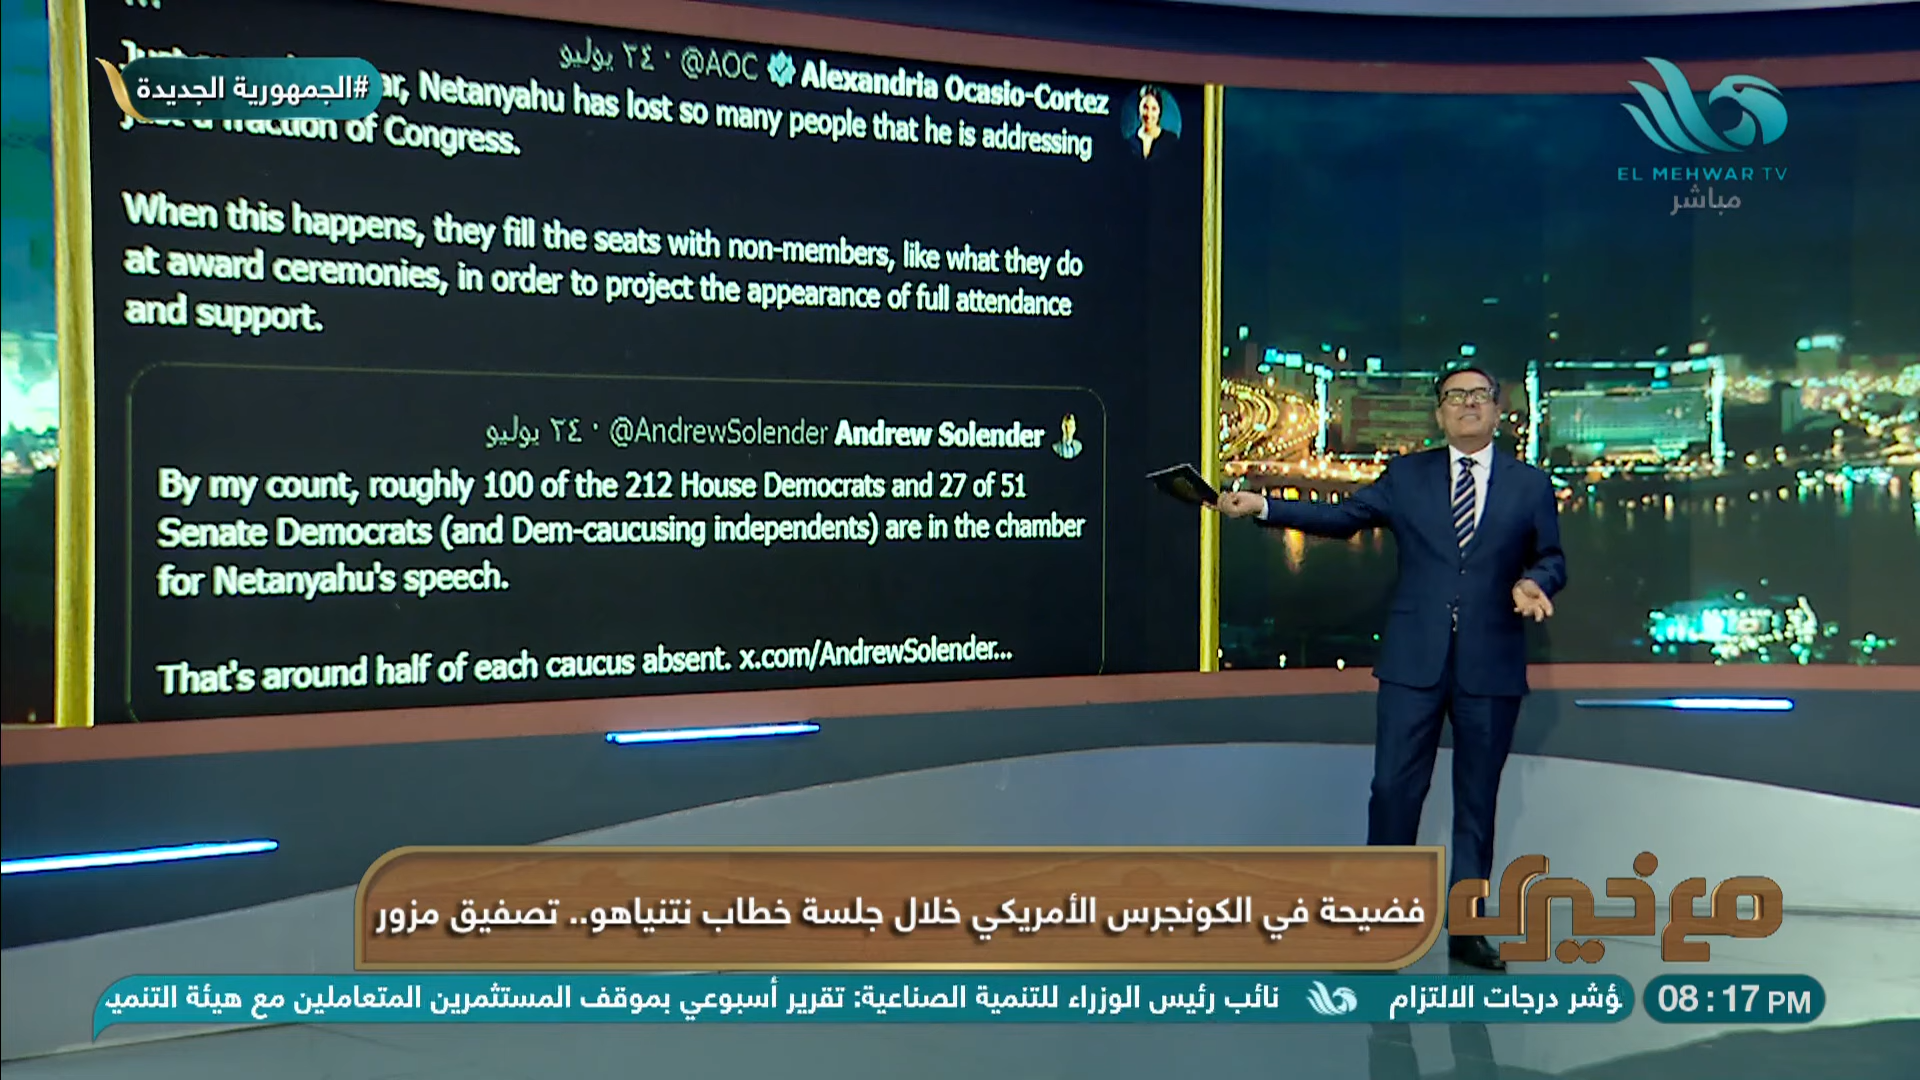 Alexandria Ocasio-Cortez @AOC · ٢٤ يوليو
ar, Netanyahu has lost so many people that he is addressing
just a fraction of Congress.
When this happens, they fill the seats with non-members, like what they do
at award ceremonies, in order to project the appearance of full attendance
and support.
Andrew Solender @AndrewSolender · ٢٤ يوليو
By my count, roughly 100 of the 212 House Democrats and 27 of 51
Senate Democrats (and Dem-caucusing independents) are in the chamber
for Netanyahu's speech.
That's around half of each caucus absent. x.com/AndrewSolender...
#الجمهورية الجديدة
EL MEHWAR TV
مباشر
مع خيري
فضيحة في الكونجرس الأمريكي خلال جلسة خطاب نتنياهو.. تصفيق مزور
ؤشر درجات الالتزام نائب رئيس الوزراء للتنمية الصناعية: تقرير أسبوعي بموقف المستثمرين المتعاملين مع هيئة التنميـ
08:17 PM